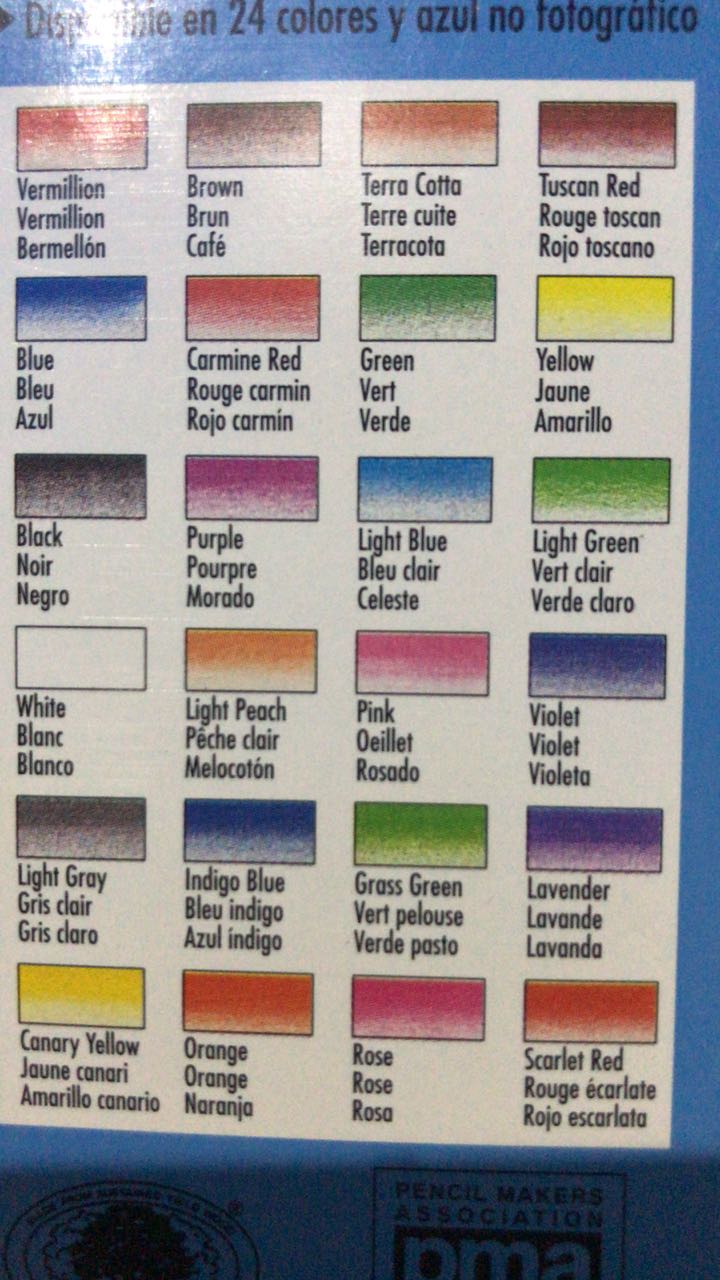 Disponible en 24 colores y azul no fotográfico
Vermillion
Vermillion
Bermellón
Brown
Brun
Café
Terra Cotta
Terre cuite
Terracota
Tuscan Red
Rouge toscan
Rojo toscano
Blue
Bleu
Azul
Carmine Red
Rouge carmin
Rojo carmín
Green
Vert
Verde
Yellow
Jaune
Amarillo
Black
Noir
Negro
Purple
Pourpre
Morado
Light Blue
Bleu clair
Celeste
Light Green
Vert clair
Verde claro
White
Blanc
Blanco
Light Peach
Pêche clair
Melocotón
Pink
Oeillet
Rosado
Violet
Violet
Violeta
Light Gray
Gris clair
Gris claro
Indigo Blue
Bleu indigo
Azul índigo
Grass Green
Vert pelouse
Verde pasto
Lavender
Lavande
Lavanda
Canary Yellow
Jaune canari
Amarillo canario
Orange
Orange
Naranja
Rose
Rose
Rosa
Scarlet Red
Rouge écarlate
Rojo escarlata
PENCIL MAKERS
ASSOCIATION
pma